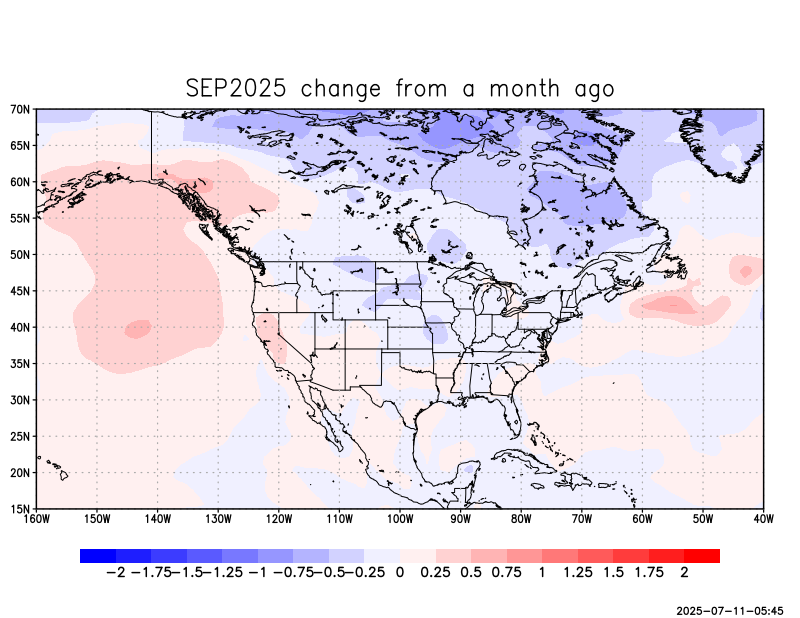 SEP2025 change from a month ago
70N
65N
60N
55N
50N
45N
40N
35N
30N
25N
20N
15N
160W 150W 140W 130W 120W 110W 100W 90W 80W 70W 60W 50W 40W
−2 −1.75 −1.5 −1.25 −1 −0.75 −0.5 −0.25 0 0.25 0.5 0.75 1 1.25 1.5 1.75 2
2025-07-11-05:45